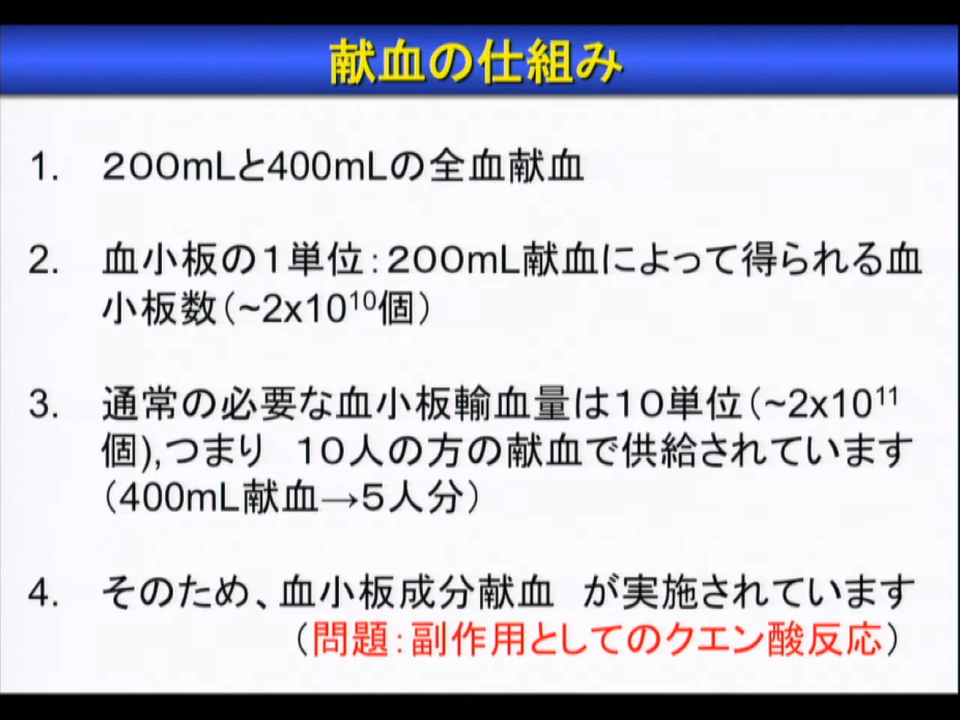 献血の仕組み
1. ２００mLと400mLの全血献血
2. 血小板の１単位：２００mL献血によって得られる血
小板数（~2x10¹⁰個）
3. 通常の必要な血小板輸血量は１０単位（~2x10¹¹
個),つまり　１０人の方の献血で供給されています
（400mL献血→５人分）
4. そのため、血小板成分献血　が実施されています
（問題：副作用としてのクエン酸反応）